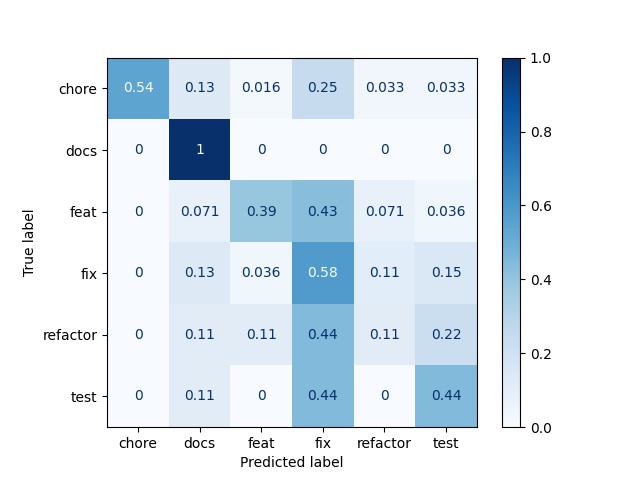 chore 0.54 0.13 0.016 0.25 0.033 0.033
docs 0 1 0 0 0 0
feat 0 0.071 0.39 0.43 0.071 0.036
fix 0 0.13 0.036 0.58 0.11 0.15
refactor 0 0.11 0.11 0.44 0.11 0.22
test 0 0.11 0 0.44 0 0.44
chore docs feat fix refactor test
Predicted label
True label
1.0
0.8
0.6
0.4
0.2
0.0